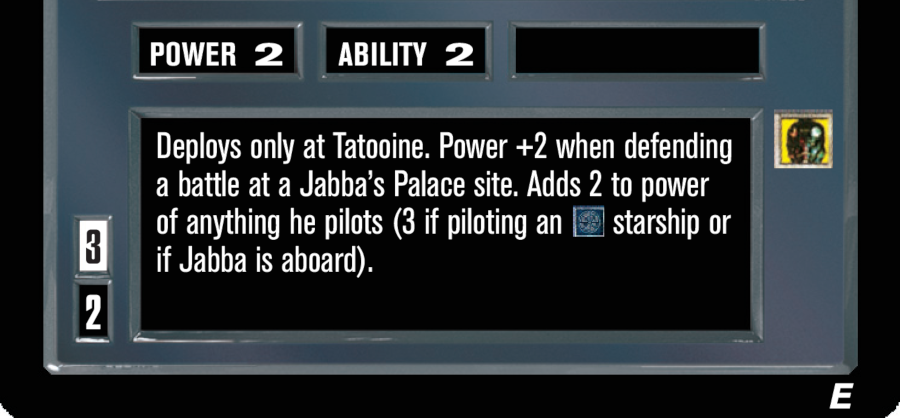 POWER 2 ABILITY 2
Deploys only at Tatooine. Power +2 when defending
a battle at a Jabba's Palace site. Adds 2 to power
of anything he pilots (3 if piloting an starship or
if Jabba is aboard).
3
2
E